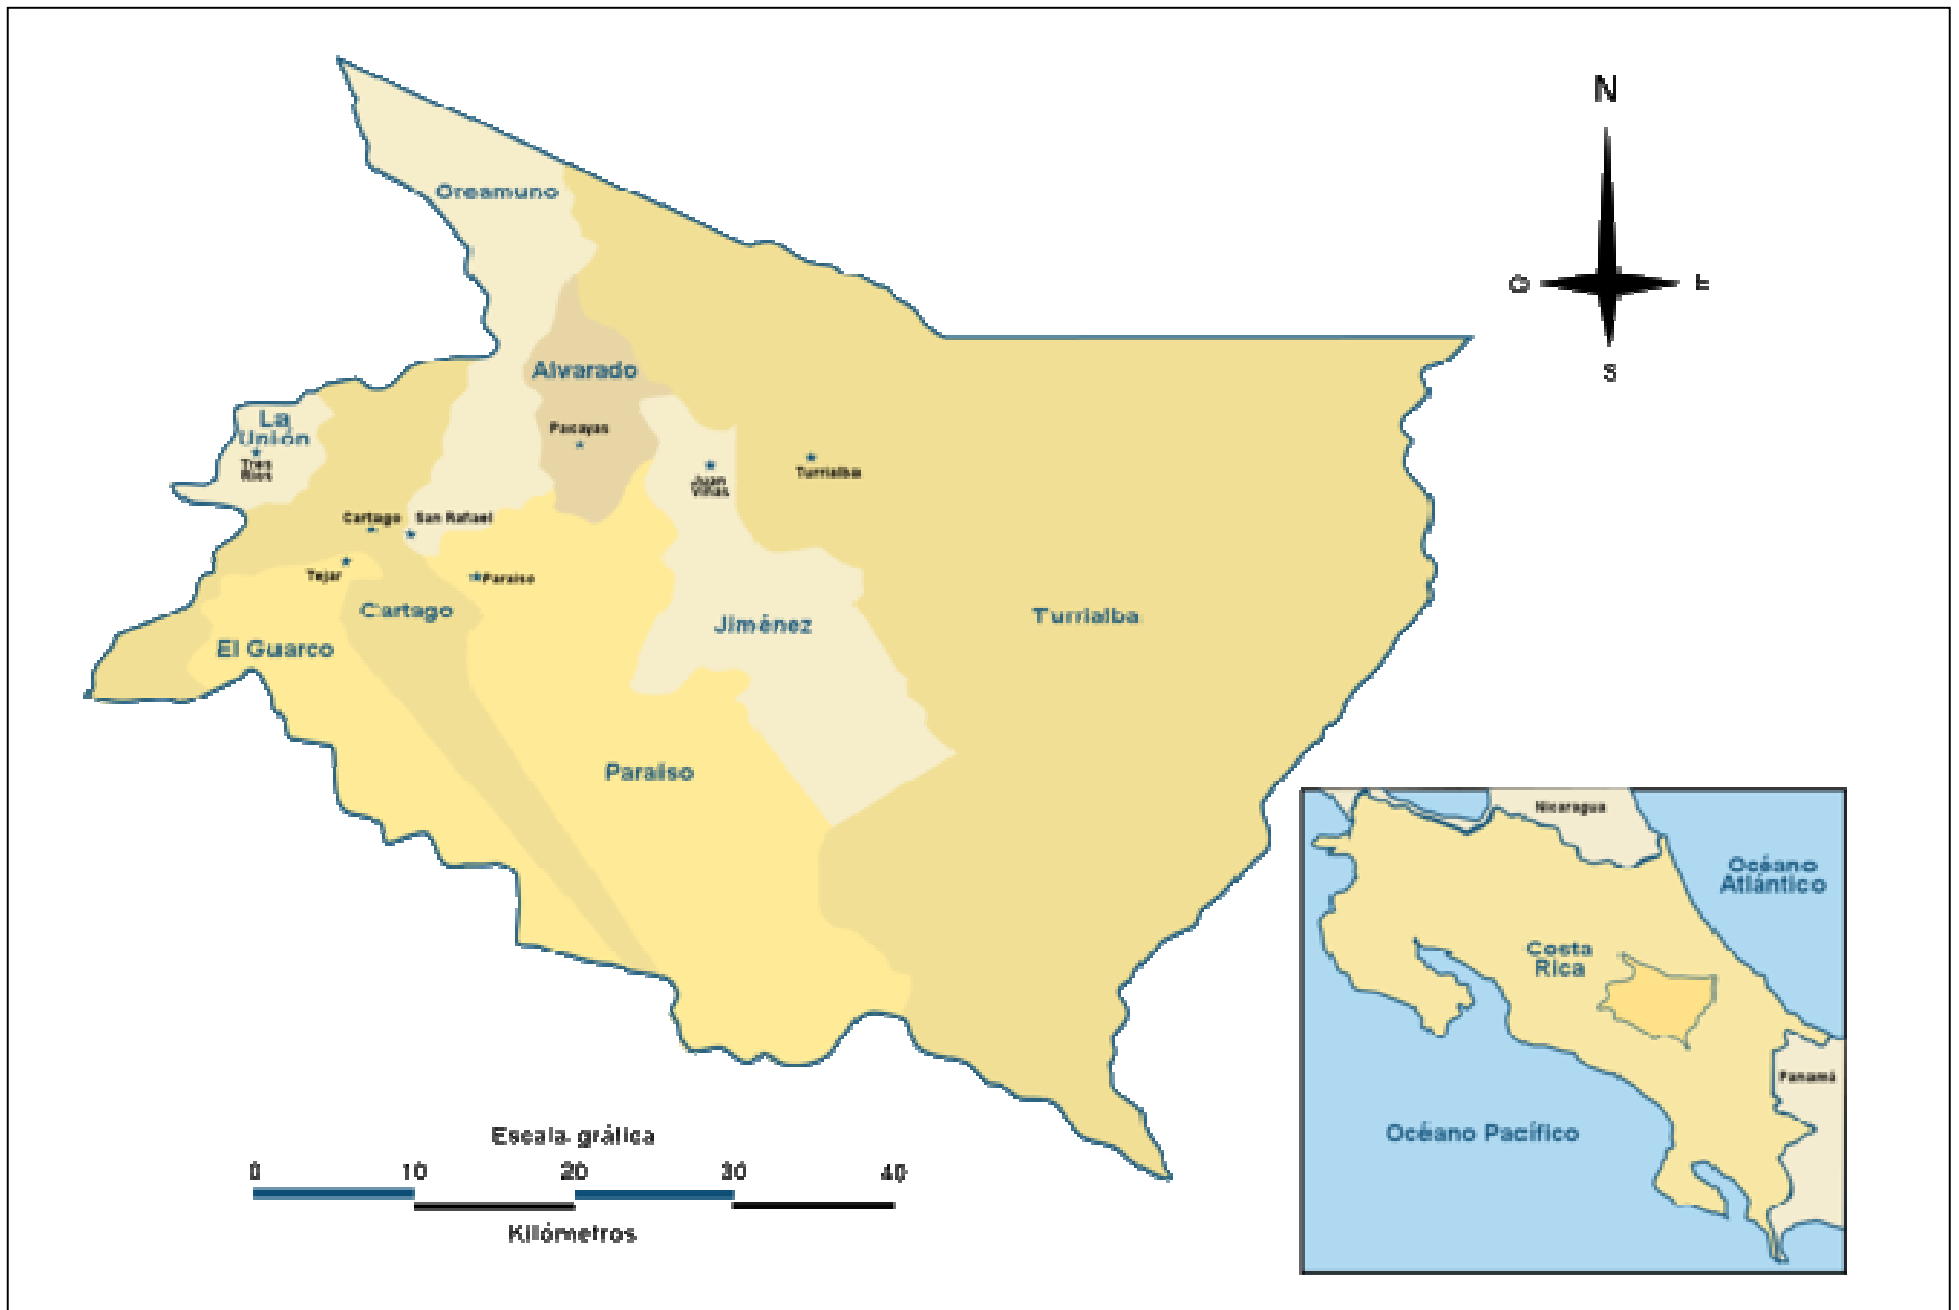 N
O
E
S
Oreamuno
Alvarado
La
Unión
Pacayas
Tres
Ríos
Juan
Viñas
Turrialba
Cartago
San Rafael
Tejar
Paraíso
Cartago
Turrialba
Jiménez
El Guarco
Paraíso
Nicaragua
Océano
Atlántico
Costa
Rica
Panamá
Océano Pacífico
Escala gráfica
0 10 20 30 40
Kilómetros